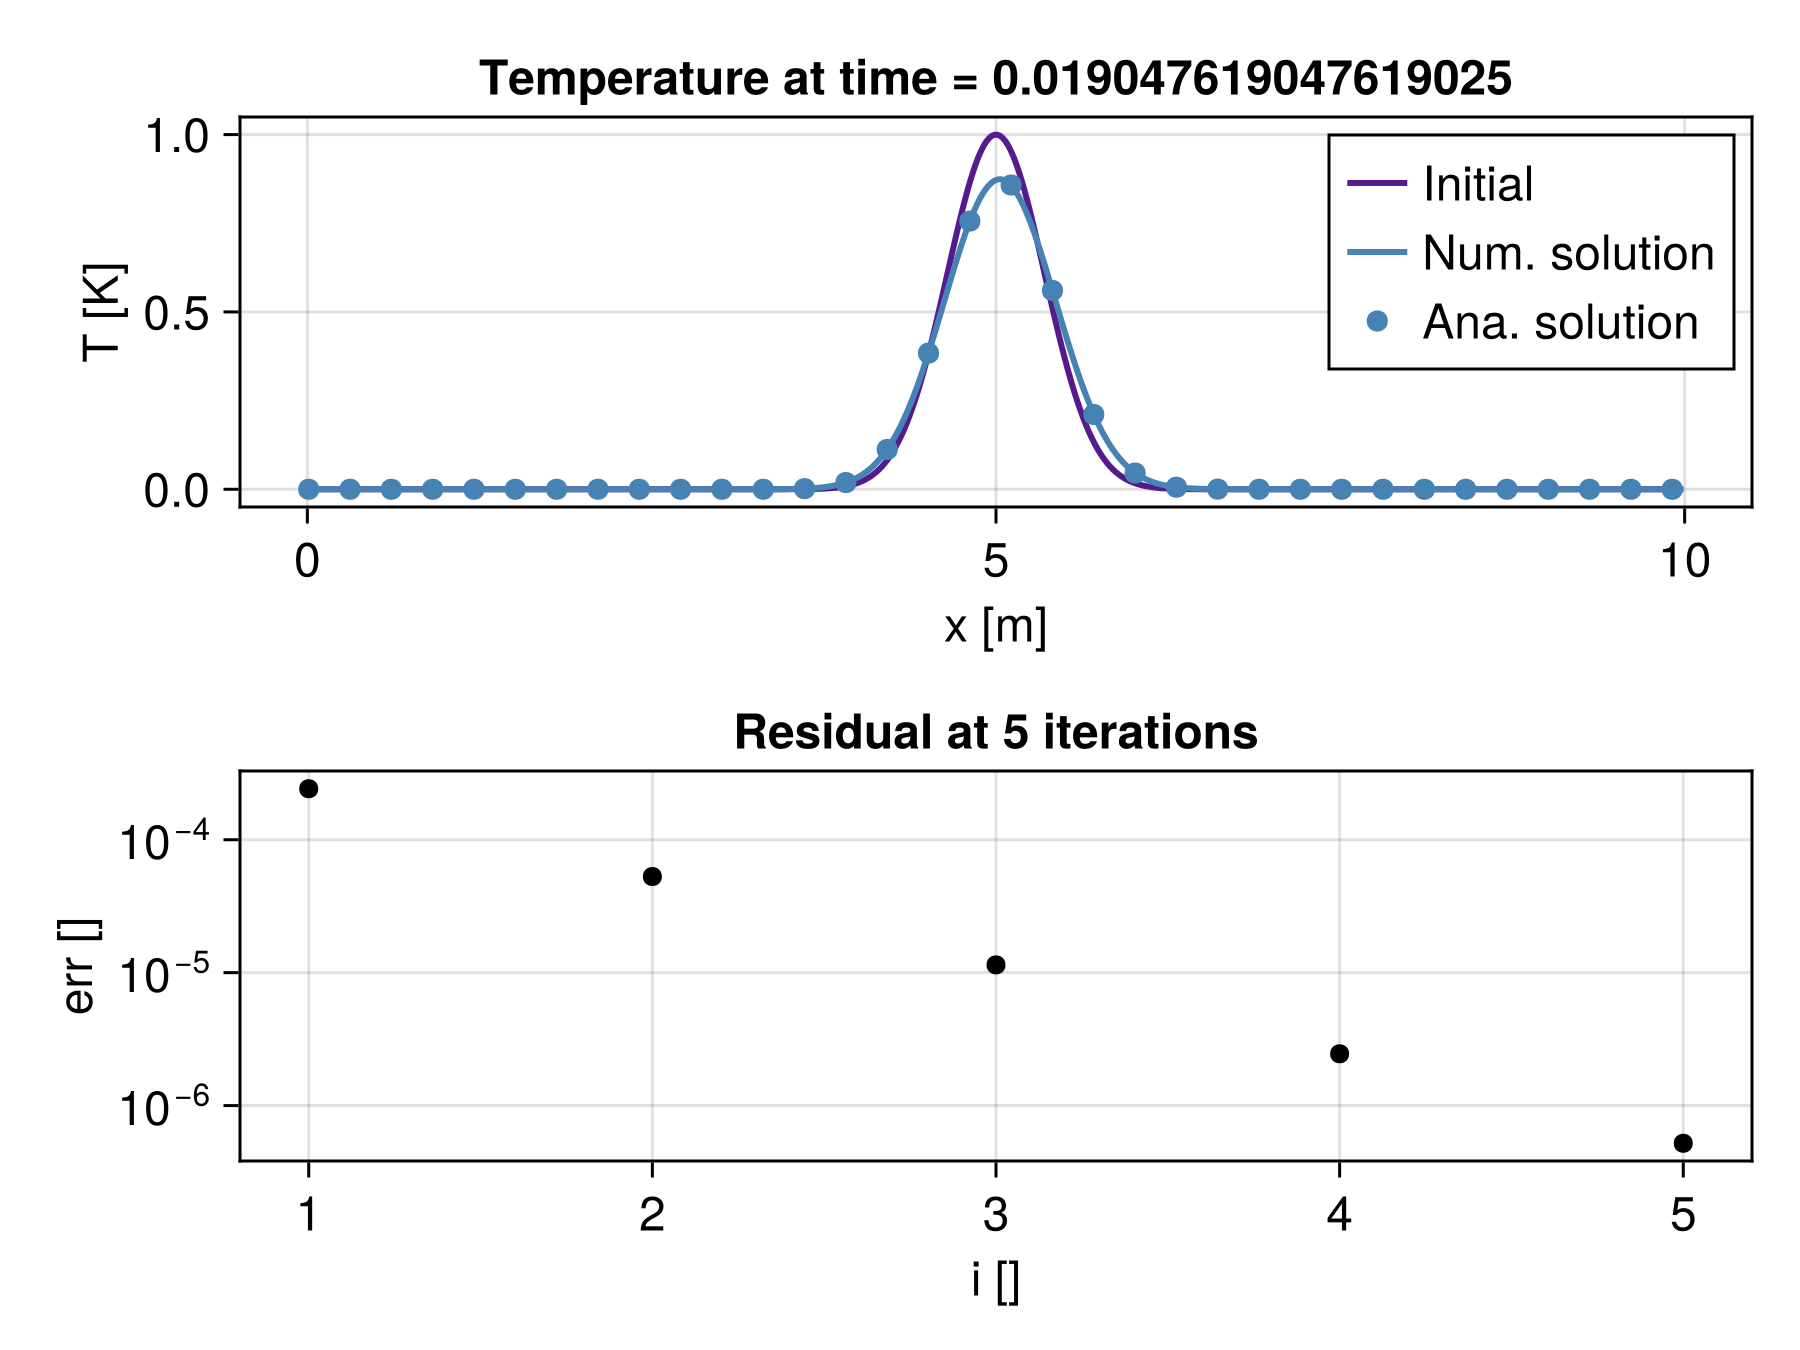 Temperature at time = 0.019047619047619025
T [K]
1.0
0.5
0.0
Initial
Num. solution
Ana. solution
0 5 10
x [m]
Residual at 5 iterations
err []
10⁻⁴
10⁻⁵
10⁻⁶
1 2 3 4 5
i []